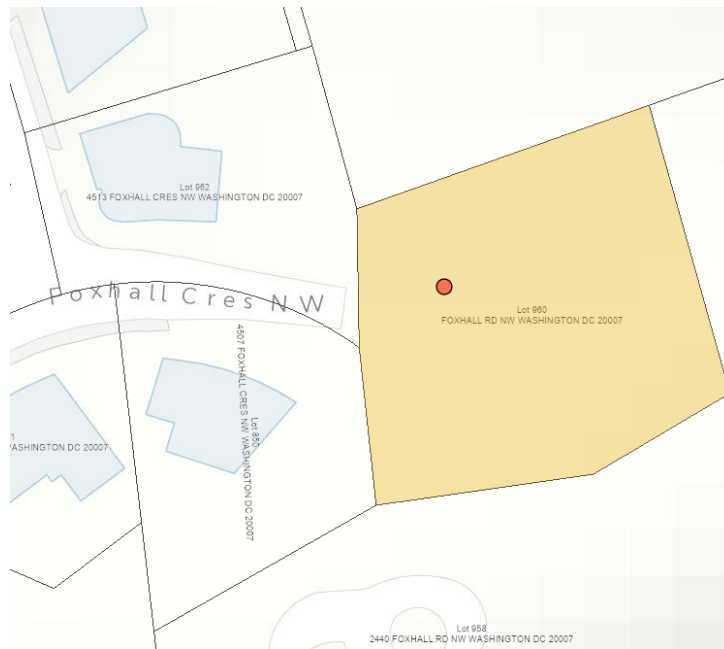 Lot 962
4513 FOXHALL CRES NW WASHINGTON DC 20007
Foxhall Cres NW
Lot 960
FOXHALL RD NW WASHINGTON DC 20007
Lot 850
4507 FOXHALL CRES NW WASHINGTON DC 20007
1
WASHINGTON DC 20007
Lot 958
2440 FOXHALL RD NW WASHINGTON DC 20007